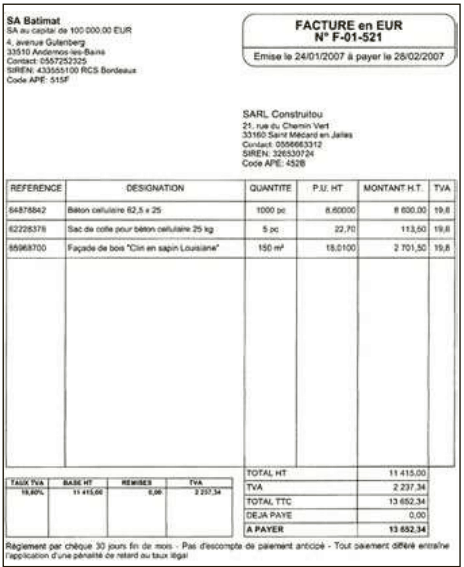 SA Batimat
SA au capital de 100 000,00 EUR
4, avenue Gutenberg
33510 Andernos-les-Bains
Contact: 0557252325
SIREN: 433555100 RCS Bordeaux
Code APE: 515F
FACTURE en EUR
N° F-01-521
Emise le 24/01/2007 à payer le 28/02/2007
SARL Construitou
21, rue du Chemin Vert
33160 Saint Médard en Jalles
Contact: 0556663312
SIREN: 326530724
Code APE: 452B
REFERENCE DESIGNATION QUANTITE P.U. HT MONTANT H.T. TVA
64878842 Béton cellulaire 62,5 x 25 1000 pc 8,60000 8 600,00 19,6
62228378 Sac de colle pour béton cellulaire 25 kg 5 pc 22,70 113,50 19,6
65968700 Façade de bois "Clin en sapin Louisiane" 150 m² 18,0100 2 701,50 19,6
TOTAL HT 11 415,00
TVA 2 237,34
TOTAL TTC 13 652,34
DEJA PAYE 0,00
A PAYER 13 652,34
TAUX TVA BASE HT REMISES TVA
19,60% 11 415,00 0,00 2 237,34
Règlement par chèque 30 jours fin de mois - Pas d'escompte de paiement anticipé - Tout paiement différé entraîne
l'application d'une pénalité de retard au taux légal